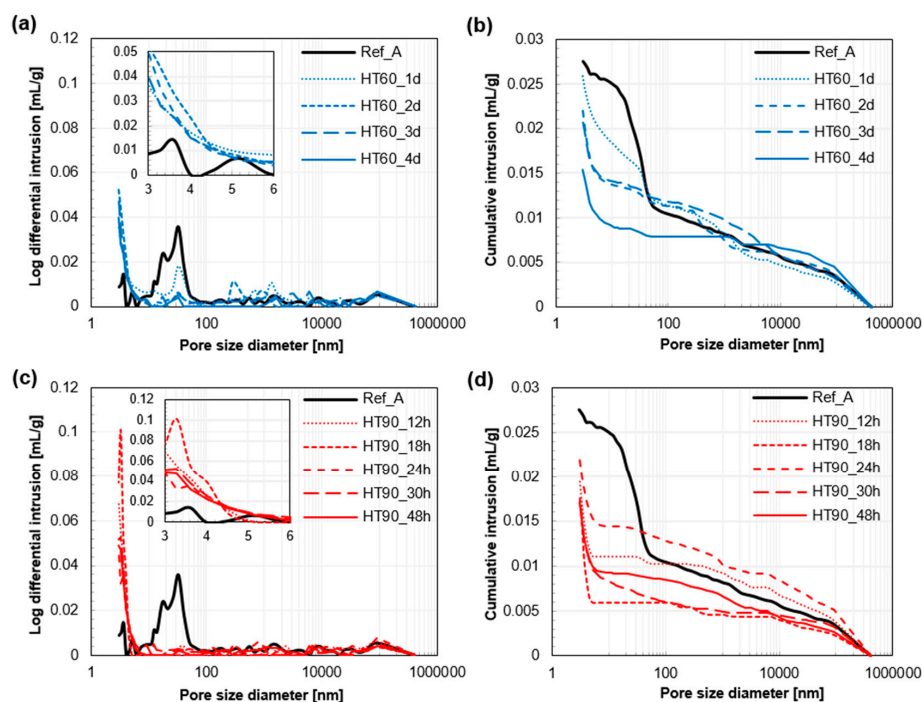 (a)
Log differential intrusion [mL/g]
0.12
0.1
0.08
0.06
0.04
0.02
0
0.05
0.04
0.03
0.02
0.01
0
3 4 5 6
Ref_A
HT60_1d
HT60_2d
HT60_3d
HT60_4d
1 100 10000 1000000
Pore size diameter [nm]
(b)
Cumulative intrusion [mL/g]
0.03
0.025
0.02
0.015
0.01
0.005
0
Ref_A
HT60_1d
HT60_2d
HT60_3d
HT60_4d
1 100 10000 1000000
Pore size diameter [nm]
(c)
Log differential intrusion [mL/g]
0.12
0.1
0.08
0.06
0.04
0.02
0
0.12
0.1
0.08
0.06
0.04
0.02
0
3 4 5 6
Ref_A
HT90_12h
HT90_18h
HT90_24h
HT90_30h
HT90_48h
1 100 10000 1000000
Pore size diameter [nm]
(d)
Cumulative intrusion [mL/g]
0.03
0.025
0.02
0.015
0.01
0.005
0
Ref_A
HT90_12h
HT90_18h
HT90_24h
HT90_30h
HT90_48h
1 100 10000 1000000
Pore size diameter [nm]